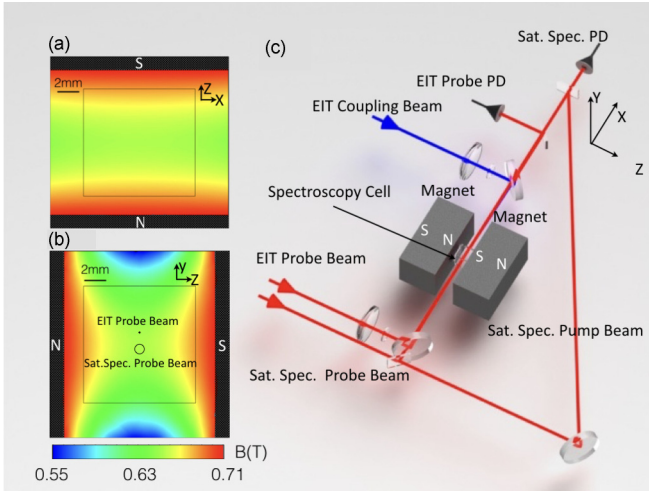 (a)
S
2mm
Z
X
N
(b)
2mm
Y
Z
EIT Probe Beam
N
S
Sat.Spec. Probe Beam
B(T)
0.55
0.63
0.71
(c)
Sat. Spec. PD
EIT Probe PD
EIT Coupling Beam
Y
X
Z
Spectroscopy Cell
Magnet
Magnet
S
N
S
N
EIT Probe Beam
Sat. Spec. Pump Beam
Sat. Spec. Probe Beam